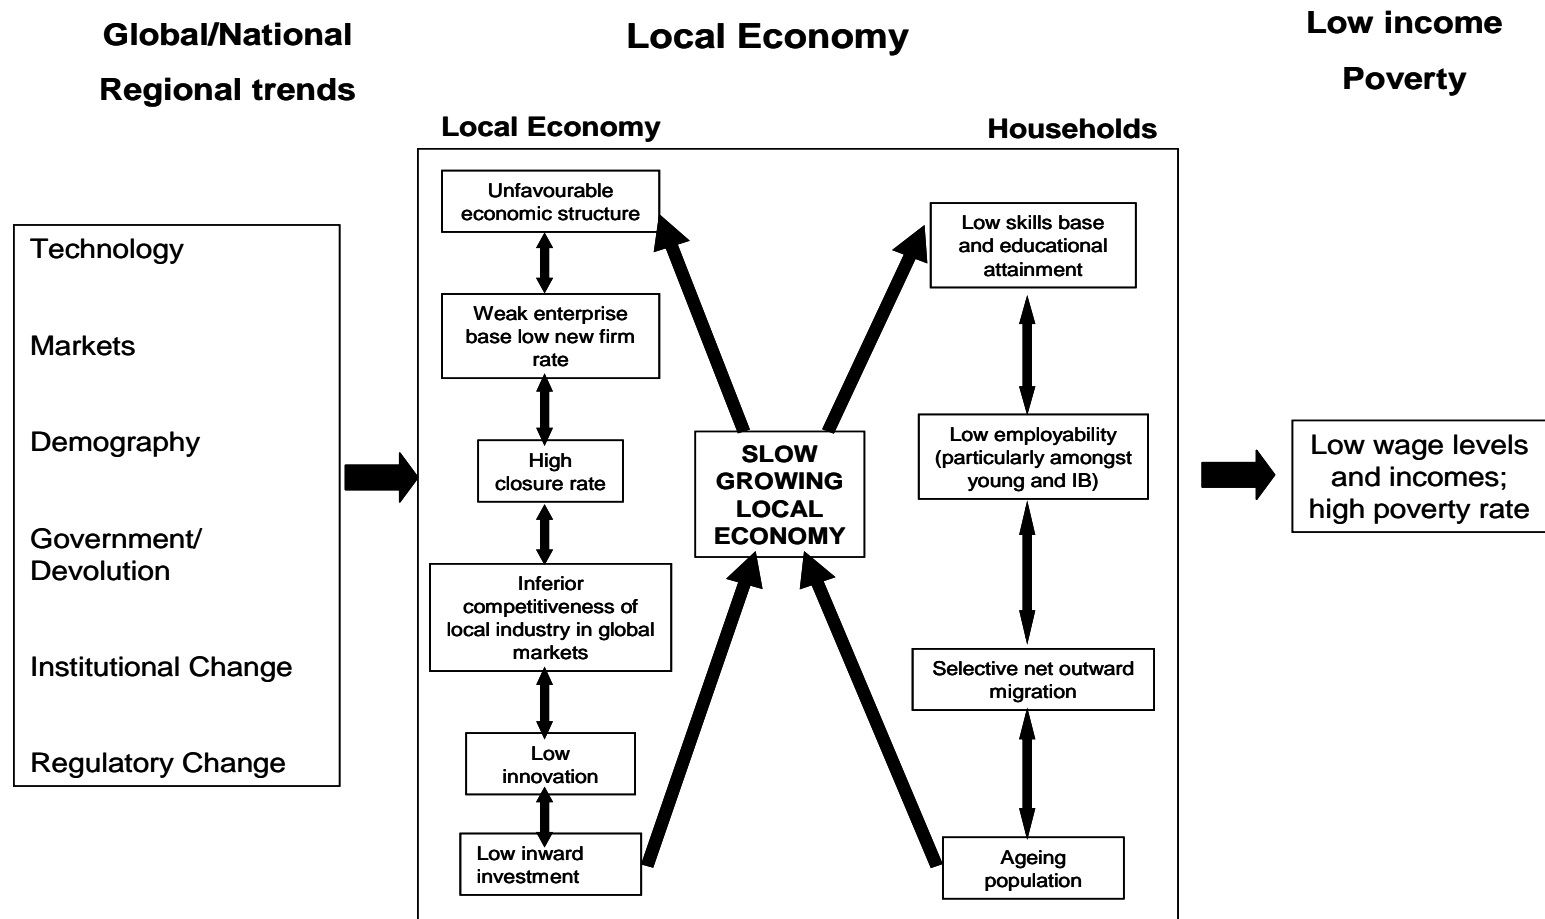 Global/National
Regional trends
Local Economy
Low income
Poverty
Local Economy
Households
Technology
Markets
Demography
Government/
Devolution
Institutional Change
Regulatory Change
Unfavourable
economic structure
Weak enterprise
base low new firm
rate
High
closure rate
Inferior
competitiveness of
local industry in global
markets
Low
innovation
Low inward
investment
SLOW
GROWING
LOCAL
ECONOMY
Low skills base
and educational
attainment
Low employability
(particularly amongst
young and IB)
Selective net outward
migration
Ageing
population
Low wage levels
and incomes;
high poverty rate